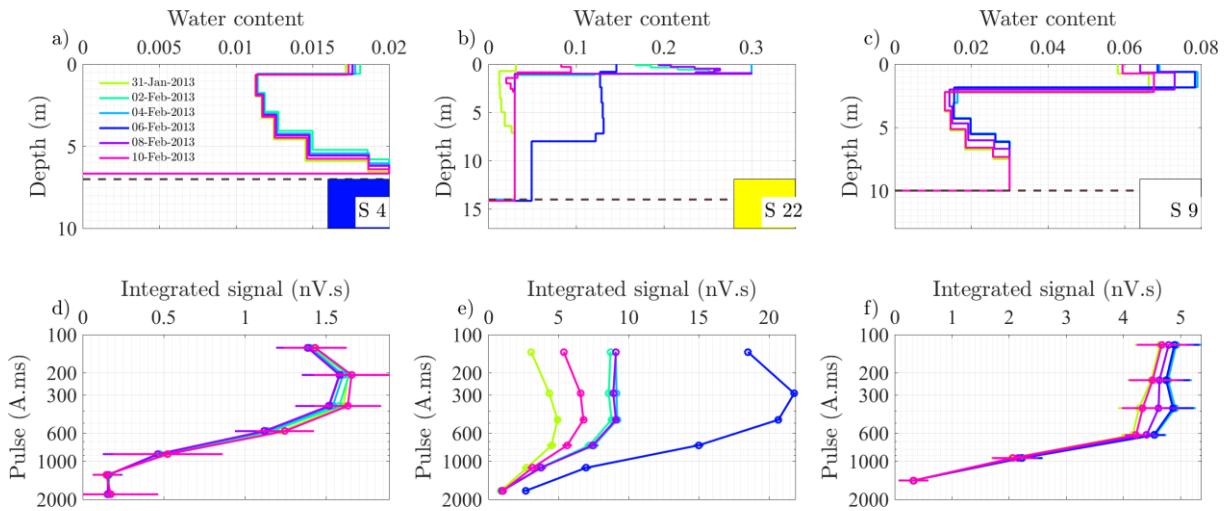 Water content
Water content
Water content
a)
b)
c)
0 0.005 0.01 0.015 0.02
0 0.1 0.2 0.3
0 0.02 0.04 0.06 0.08
Depth (m)
0
5
10
31-Jan-2013
02-Feb-2013
04-Feb-2013
06-Feb-2013
08-Feb-2013
10-Feb-2013
S 4
Depth (m)
0
5
10
15
S 22
Depth (m)
0
5
10
S 9
Integrated signal (nV.s)
Integrated signal (nV.s)
Integrated signal (nV.s)
d)
e)
f)
0 0.5 1 1.5
0 5 10 15 20
0 1 2 3 4 5
Pulse (A.ms)
100
200
300
600
1000
2000
Pulse (A.ms)
100
200
300
600
1000
2000
Pulse (A.ms)
100
200
300
600
1000
2000